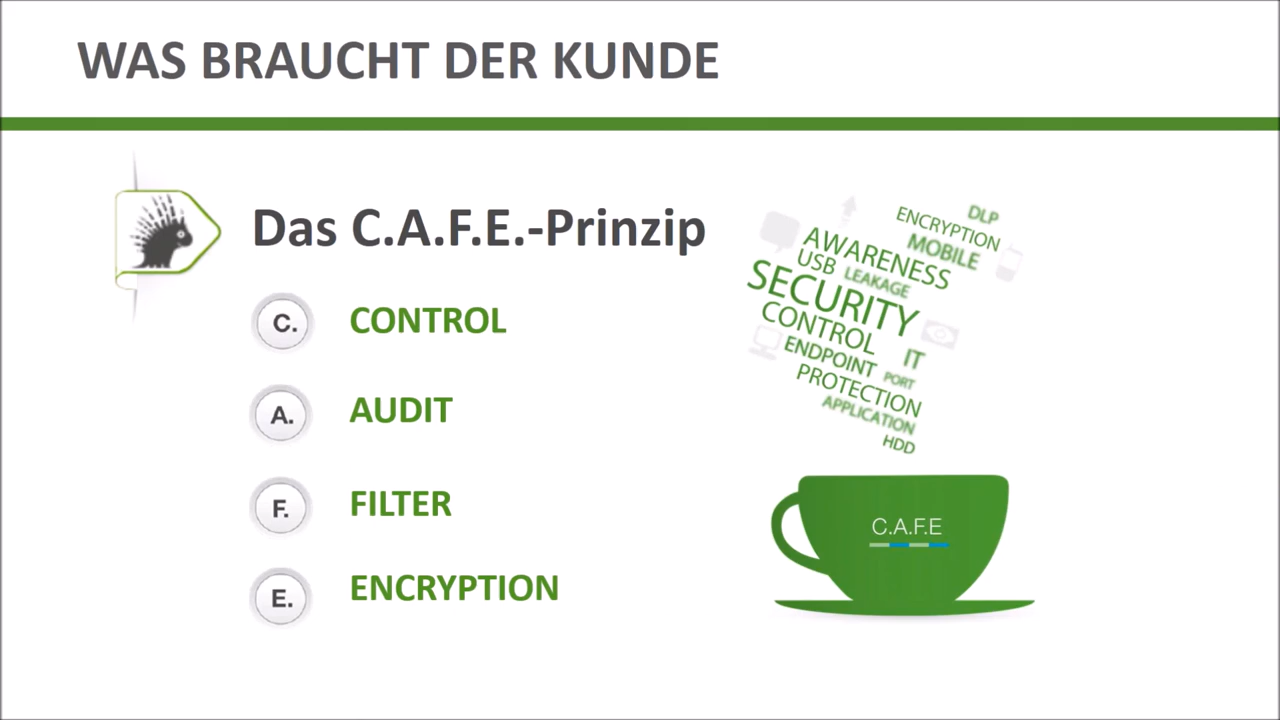 WAS BRAUCHT DER KUNDE
Das C.A.F.E.-Prinzip
C. CONTROL
A. AUDIT
F. FILTER
E. ENCRYPTION
DLP
ENCRYPTION
MOBILE
AWARENESS
USB LEAKAGE
SECURITY
CONTROL
IT
ENDPOINT PORT
PROTECTION
APPLICATION
HDD
C.A.F.E